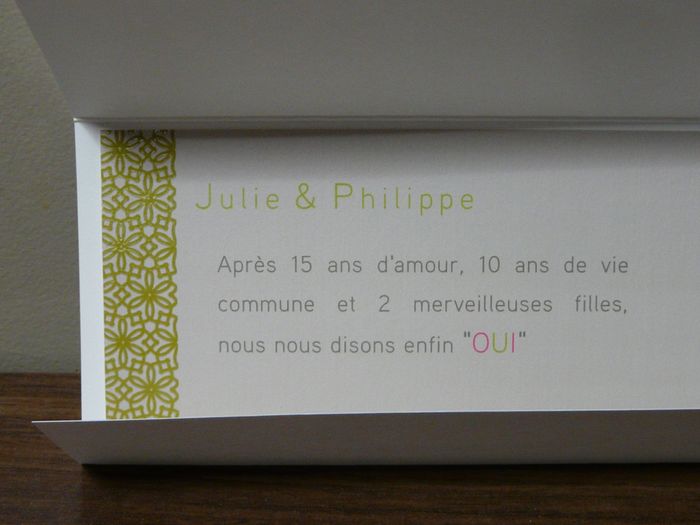 Julie & Philippe
Après 15 ans d'amour, 10 ans de vie
commune et 2 merveilleuses filles,
nous nous disons enfin "OUI"